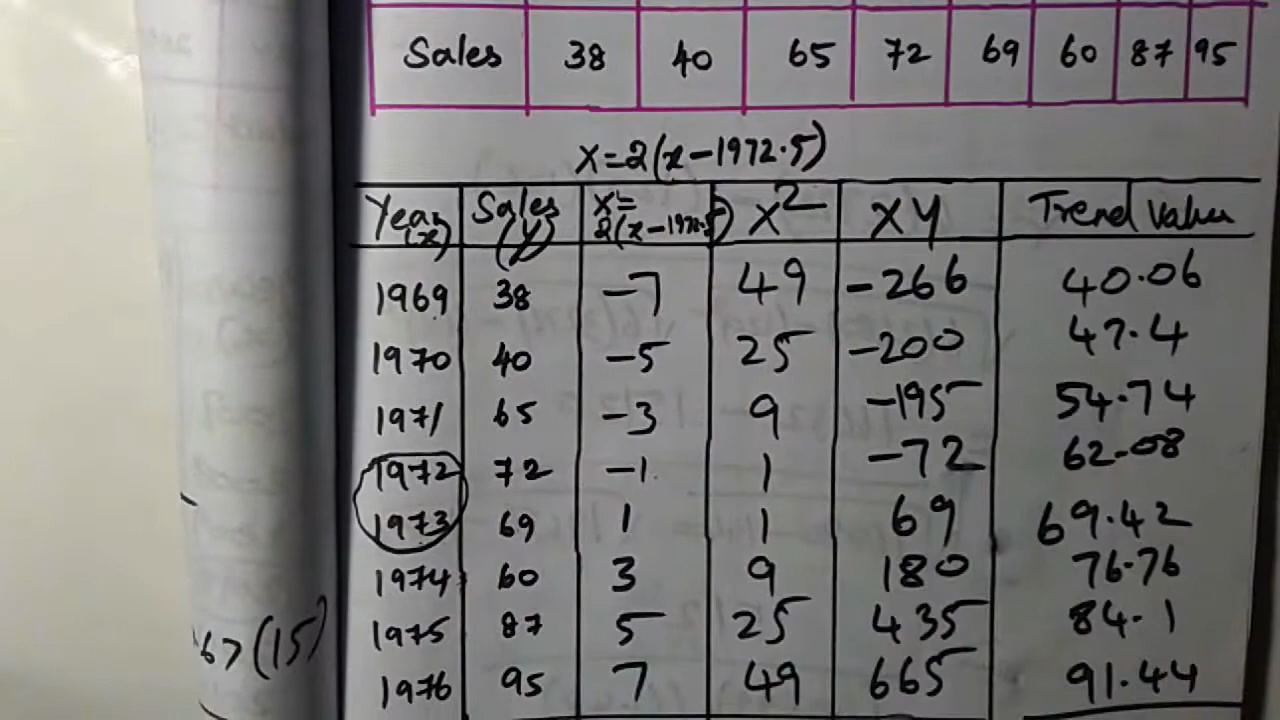 Sales 38 40 65 72 69 60 87 95
X=2(x-1972.5)
Year (x) Sales (y) X= 2(x-1972.5) X² XY Trend Value
1969 38 -7 49 -266 40.06
1970 40 -5 25 -200 47.4
1971 65 -3 9 -195 54.74
1972 72 -1 1 -72 62.08
1973 69 1 1 69 69.42
1974 60 3 9 180 76.76
1975 87 5 25 435 84.1
1976 95 7 49 665 91.44
67(15)